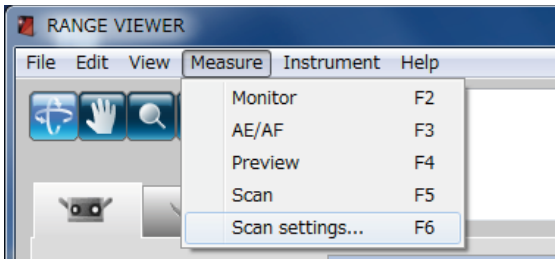 RANGE VIEWER
File Edit View Measure Instrument Help
Monitor F2
AE/AF F3
Preview F4
Scan F5
Scan settings... F6